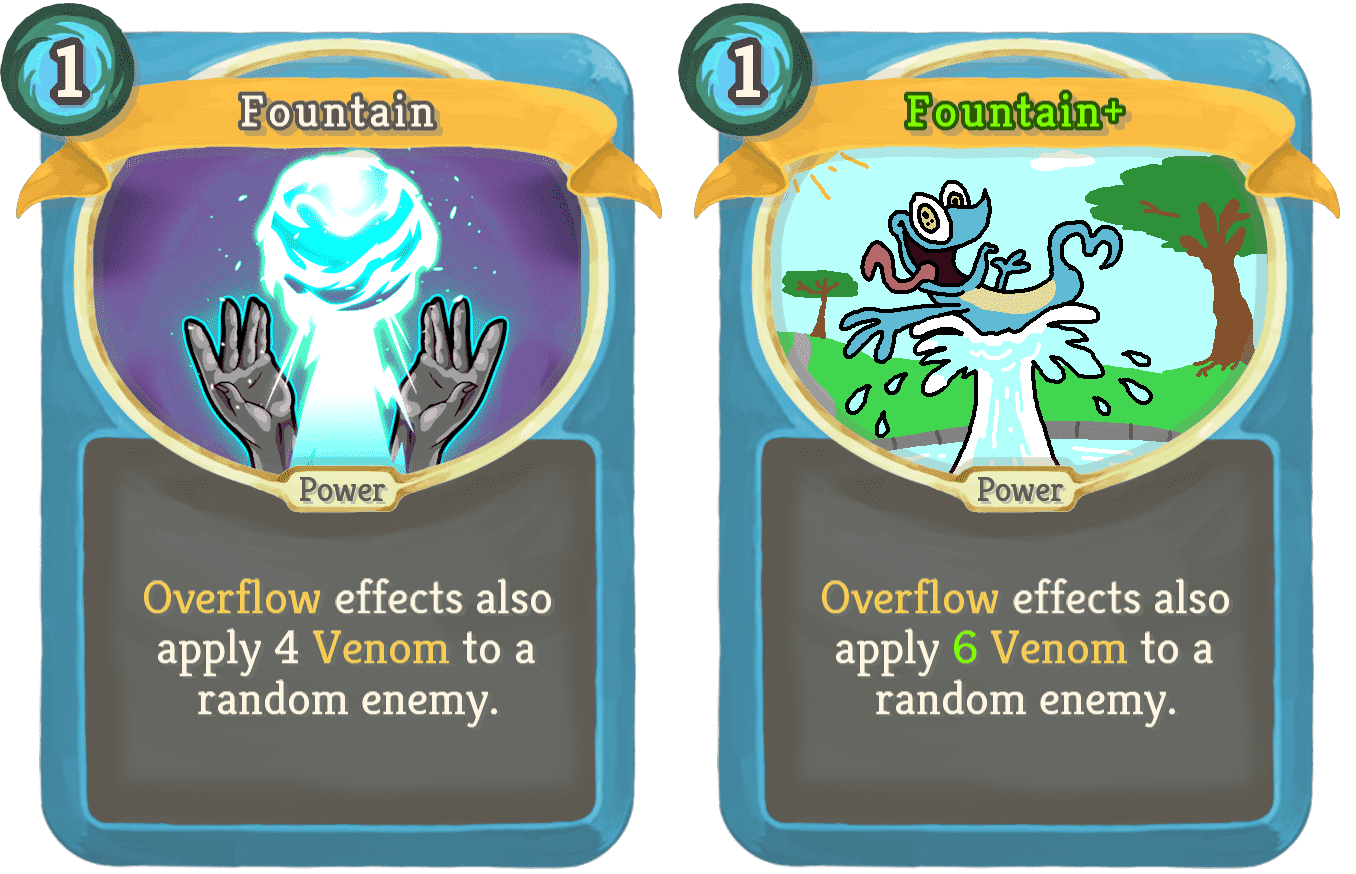 1
Fountain
Power
Overflow effects also
apply 4 Venom to a
random enemy.
1
Fountain+
Power
Overflow effects also
apply 6 Venom to a
random enemy.